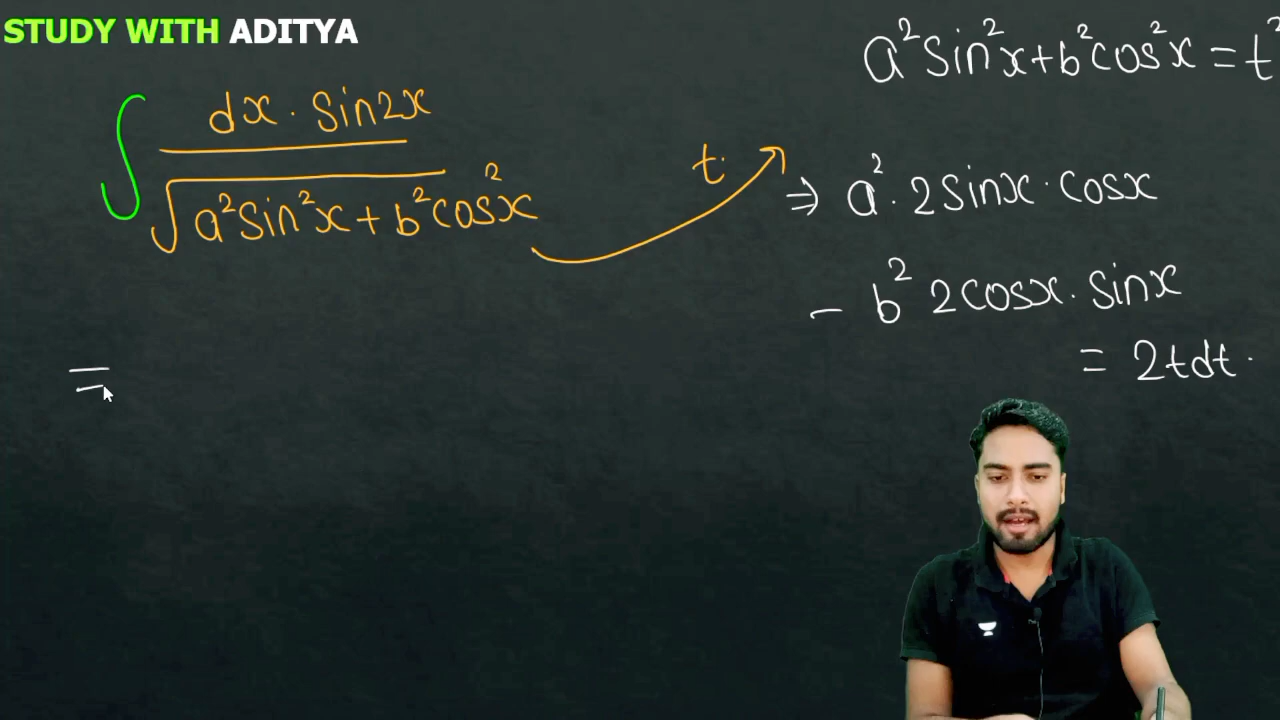 STUDY WITH ADITYA
a²sin²x+b²cos²x = t²
∫ dx · sin2x
√a²sin²x + b²cos²x
t.
⇒ a² · 2sinx · cosx
− b² 2cosx · sinx
= 2tdt ·
=